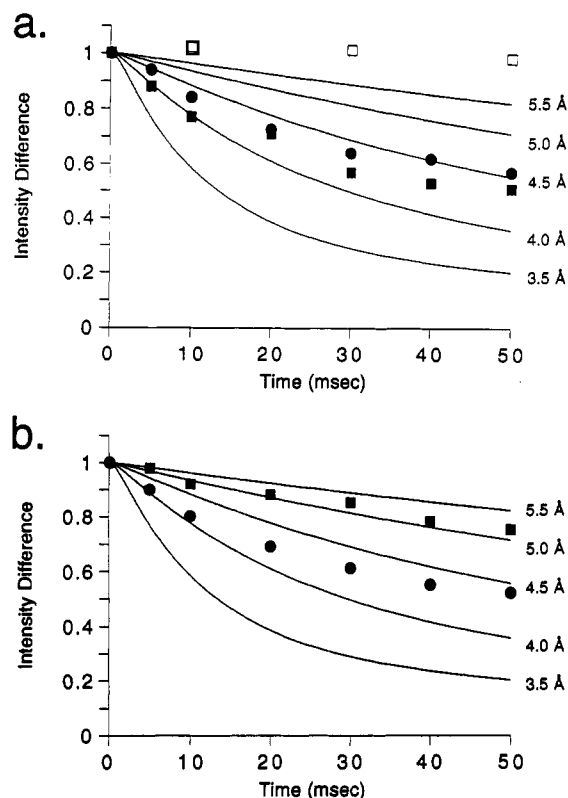 a.
1
0.8
0.6
0.4
0.2
0
Intensity Difference
5.5 Å
5.0 Å
4.5 Å
4.0 Å
3.5 Å
0 10 20 30 40 50
Time (msec)
b.
1
0.8
0.6
0.4
0.2
0
Intensity Difference
5.5 Å
5.0 Å
4.5 Å
4.0 Å
3.5 Å
0 10 20 30 40 50
Time (msec)